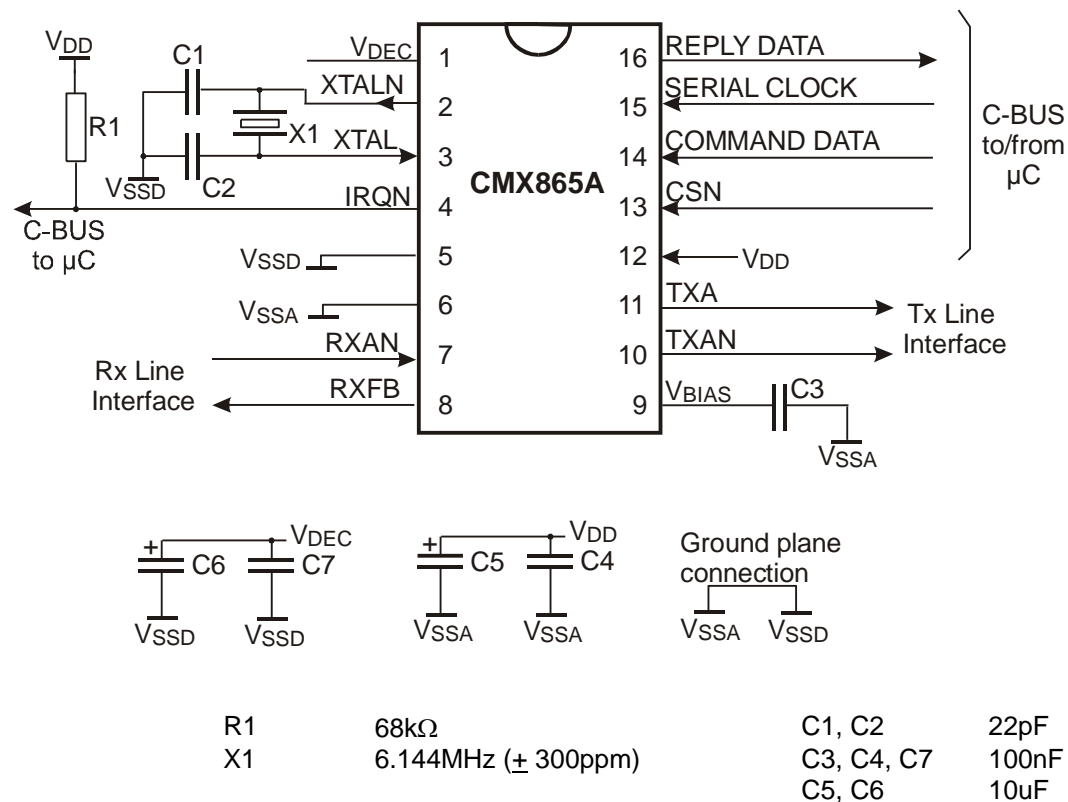 VDD
C1
R1
X1
VSSD
C2
C-BUS
to µC
VDEC
XTALN
XTAL
IRQN
VSSD
VSSA
RXAN
RXFB
Rx Line
Interface
1
2
3
4
5
6
7
8
CMX865A
16
15
14
13
12
11
10
9
REPLY DATA
SERIAL CLOCK
COMMAND DATA
CSN
VDD
TXA
TXAN
VBIAS
C3
VSSA
C-BUS
to/from
µC
Tx Line
Interface
+
C6
VDEC
C7
VSSD
VSSD
+
C5
VDD
C4
VSSA
VSSA
Ground plane
connection
VSSA
VSSD
R1 68kΩ C1, C2 22pF
X1 6.144MHz (± 300ppm) C3, C4, C7 100nF
C5, C6 10uF